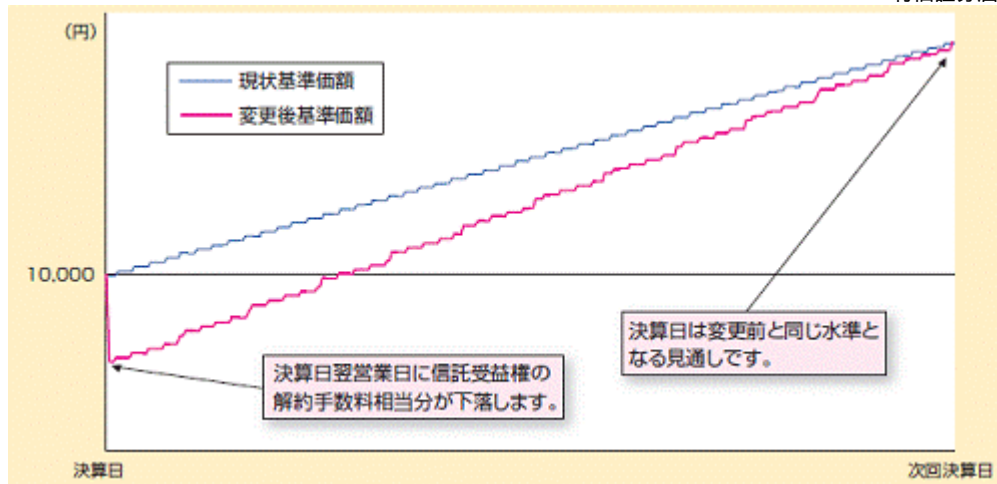 (円)
現状基準価額
変更後基準価額
10,000
決算日は変更前と同じ水準と
なる見通しです。
決算日翌営業日に信託受益権の
解約手数料相当分が下落します。
決算日
次回決算日